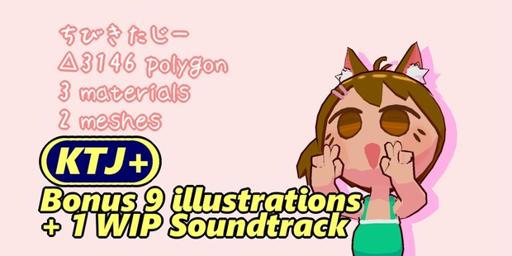 ちびきたじー
△3146 polygon
3 materials
2 meshes
KTJ+
Bonus 9 illustrations
+ 1 WIP Soundtrack